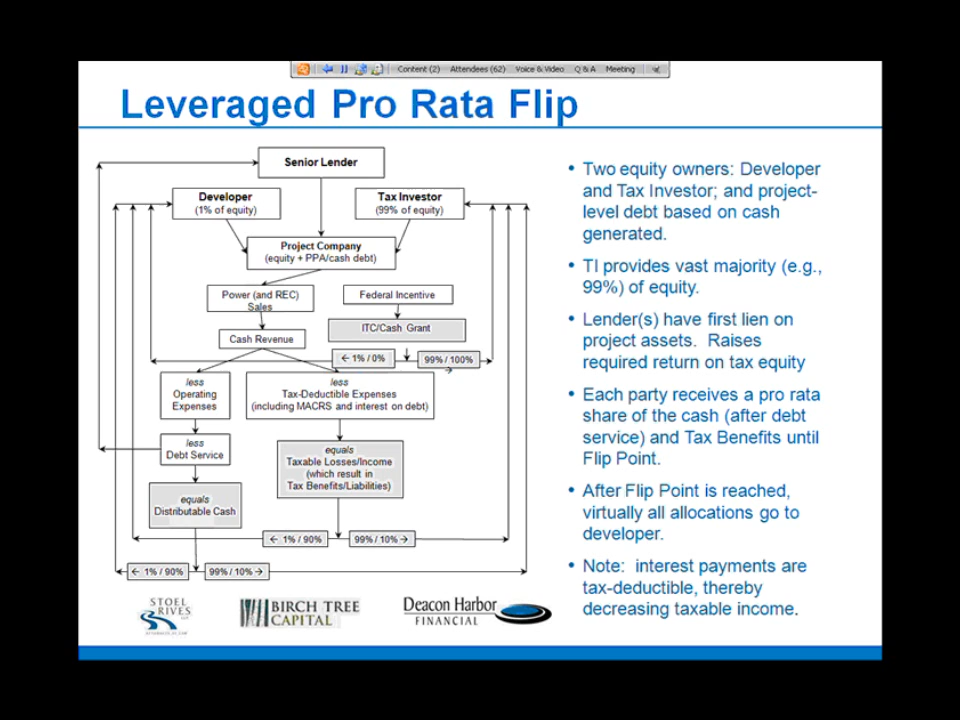 Content (2) Attendees (62) Voice & Video Q & A Meeting
Leveraged Pro Rata Flip
Senior Lender
Developer
(1% of equity)
Tax Investor
(99% of equity)
Project Company
(equity + PPA/cash debt)
Power (and REC)
Sales
Federal Incentive
ITC/Cash Grant
Cash Revenue
← 1% / 0%
99% / 100%
→
less
Operating
Expenses
less
Tax-Deductible Expenses
(including MACRS and interest on debt)
less
Debt Service
equals
Taxable Losses/Income
(which result in
Tax Benefits/Liabilities)
equals
Distributable Cash
← 1% / 90%
99% / 10% →
← 1% / 90%
99% / 10% →
• Two equity owners: Developer
and Tax Investor; and project-
level debt based on cash
generated.
• TI provides vast majority (e.g.,
99%) of equity.
• Lender(s) have first lien on
project assets. Raises
required return on tax equity
• Each party receives a pro rata
share of the cash (after debt
service) and Tax Benefits until
Flip Point.
• After Flip Point is reached,
virtually all allocations go to
developer.
• Note: interest payments are
tax-deductible, thereby
decreasing taxable income.
STOEL
RIVES
LLP
BIRCH TREE
CAPITAL
Deacon Harbor
FINANCIAL